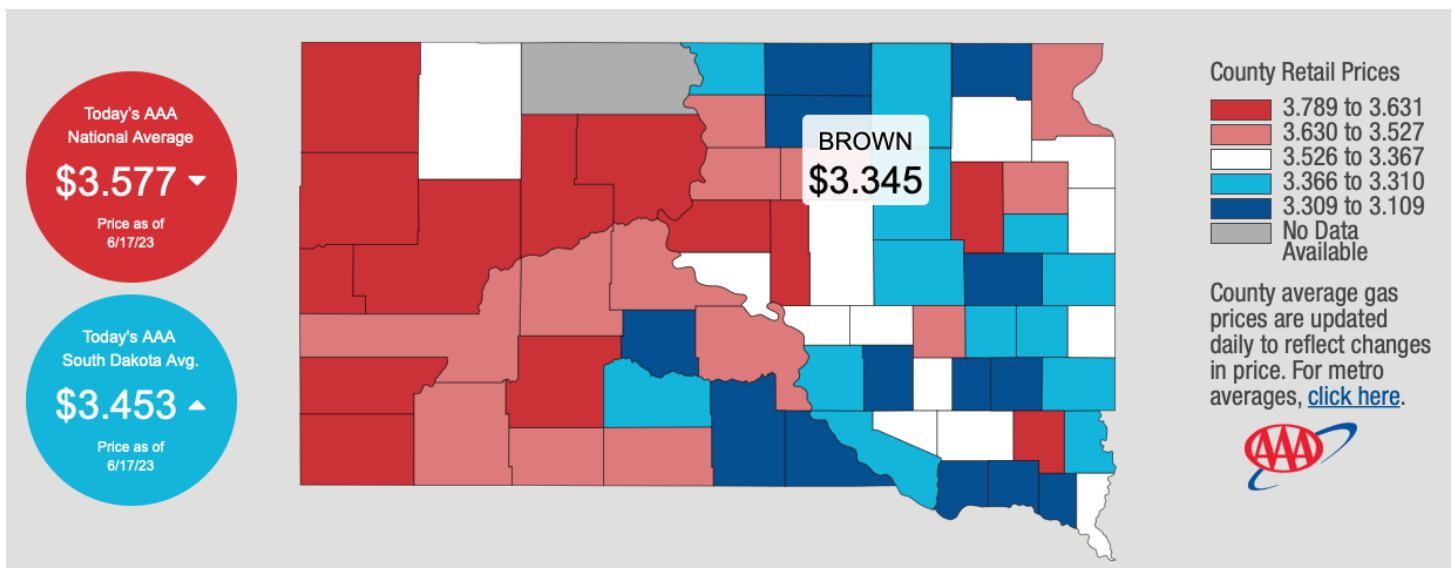 Today's AAA
National Average
$3.577
Price as of
6/17/23
Today's AAA
South Dakota Avg.
$3.453
Price as of
6/17/23
BROWN
$3.345
County Retail Prices
3.789 to 3.631
3.630 to 3.527
3.526 to 3.367
3.366 to 3.310
3.309 to 3.109
No Data
Available
County average gas
prices are updated
daily to reflect changes
in price. For metro
averages, click here.
AAA